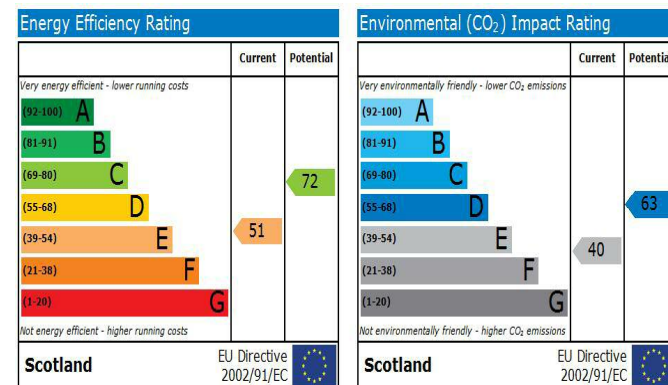 Energy Efficiency Rating
Current Potential
Very energy efficient - lower running costs
(92-100) A
(81-91) B
(69-80) C
72
(55-68) D
51
(39-54) E
(21-38) F
(1-20) G
Not energy efficient - higher running costs
Scotland
EU Directive
2002/91/EC
Environmental (CO₂) Impact Rating
Current Potential
Very environmentally friendly - lower CO₂ emissions
(92-100) A
(81-91) B
(69-80) C
(55-68) D
63
(39-54) E
40
(21-38) F
(1-20) G
Not environmentally friendly - higher CO₂ emissions
Scotland
EU Directive
2002/91/EC